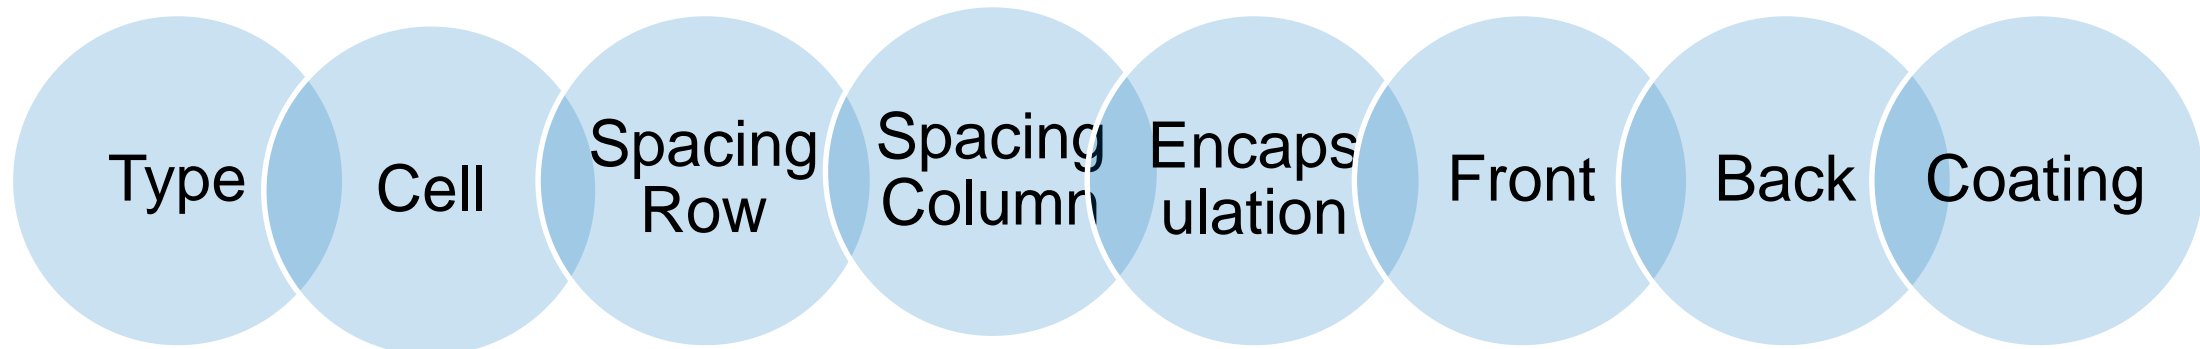 Type
Cell
Spacing
Row
Spacing
Column
Encaps
ulation
Front
Back
Coating